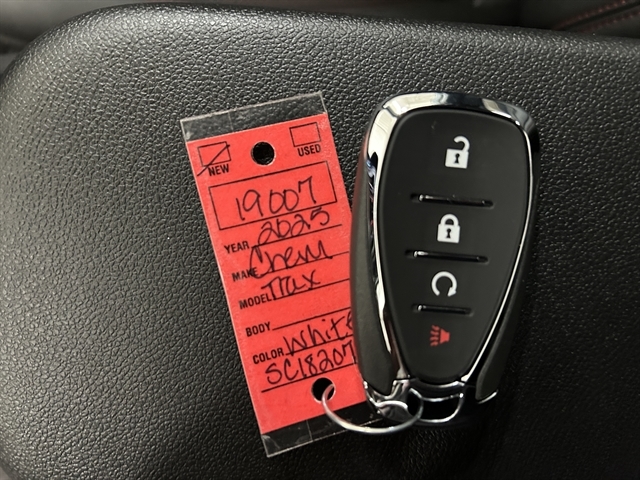 NEW USED
19007
YEAR 2025
MAKE Chevy
MODEL Trax
BODY
COLOR White
SC18207